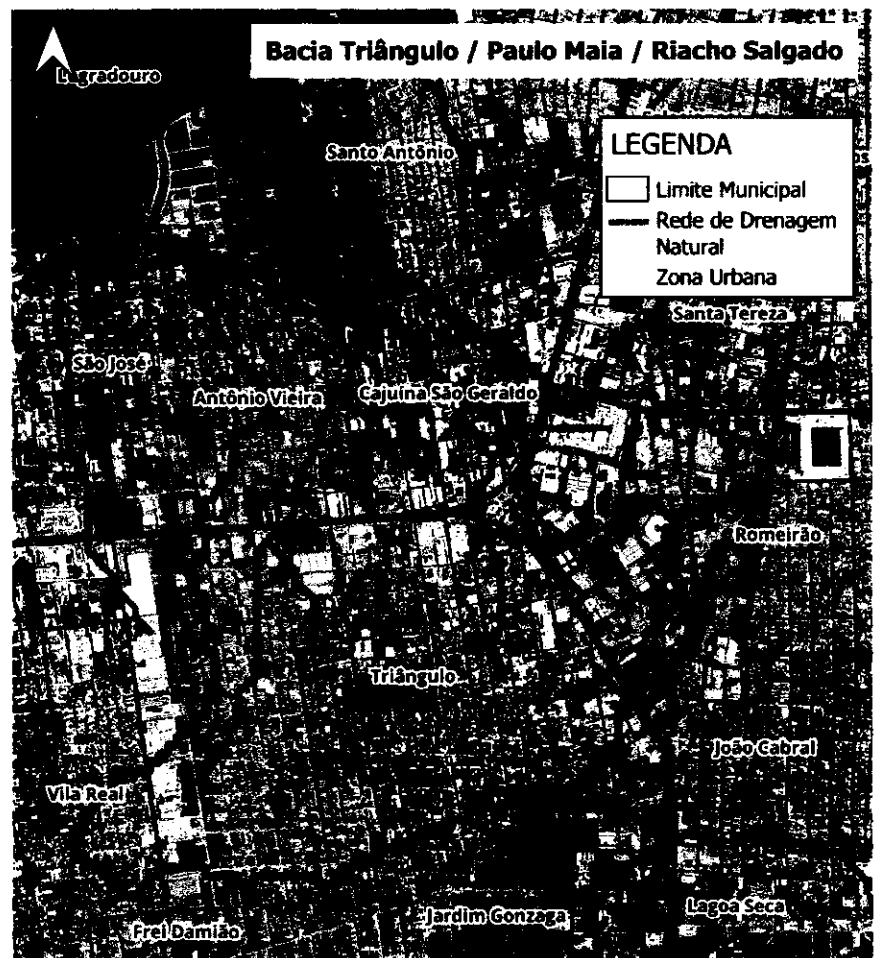 Bacia Triângulo / Paulo Maia / Riacho Salgado
Logradouro
Santo Antônio
LEGENDA
Limite Municipal
Rede de Drenagem
Natural
Zona Urbana
Santa Tereza
São José
Antônio Vieira
Cajuína São Geraldo
Romeirão
Triângulo
João Cabral
Vila Real
Lagoa Seca
Jardim Gonzaga
Frei Damião